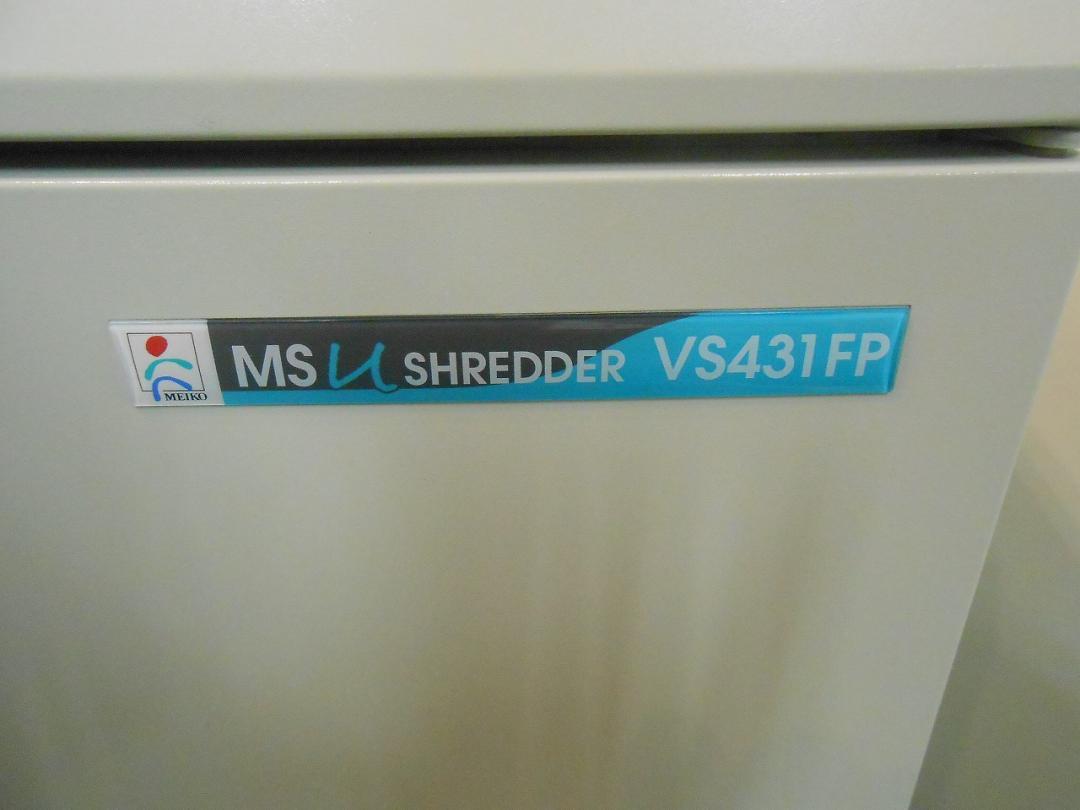 MEIKO
MS U SHREDDER VS431FP